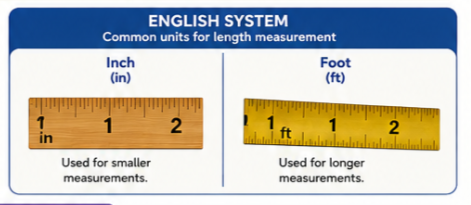 ENGLISH SYSTEM
Common units for length measurement
Inch
(in)
1 1 2
in
Used for smaller
measurements.
Foot
(ft)
1 ft 1 2
Used for longer
measurements.